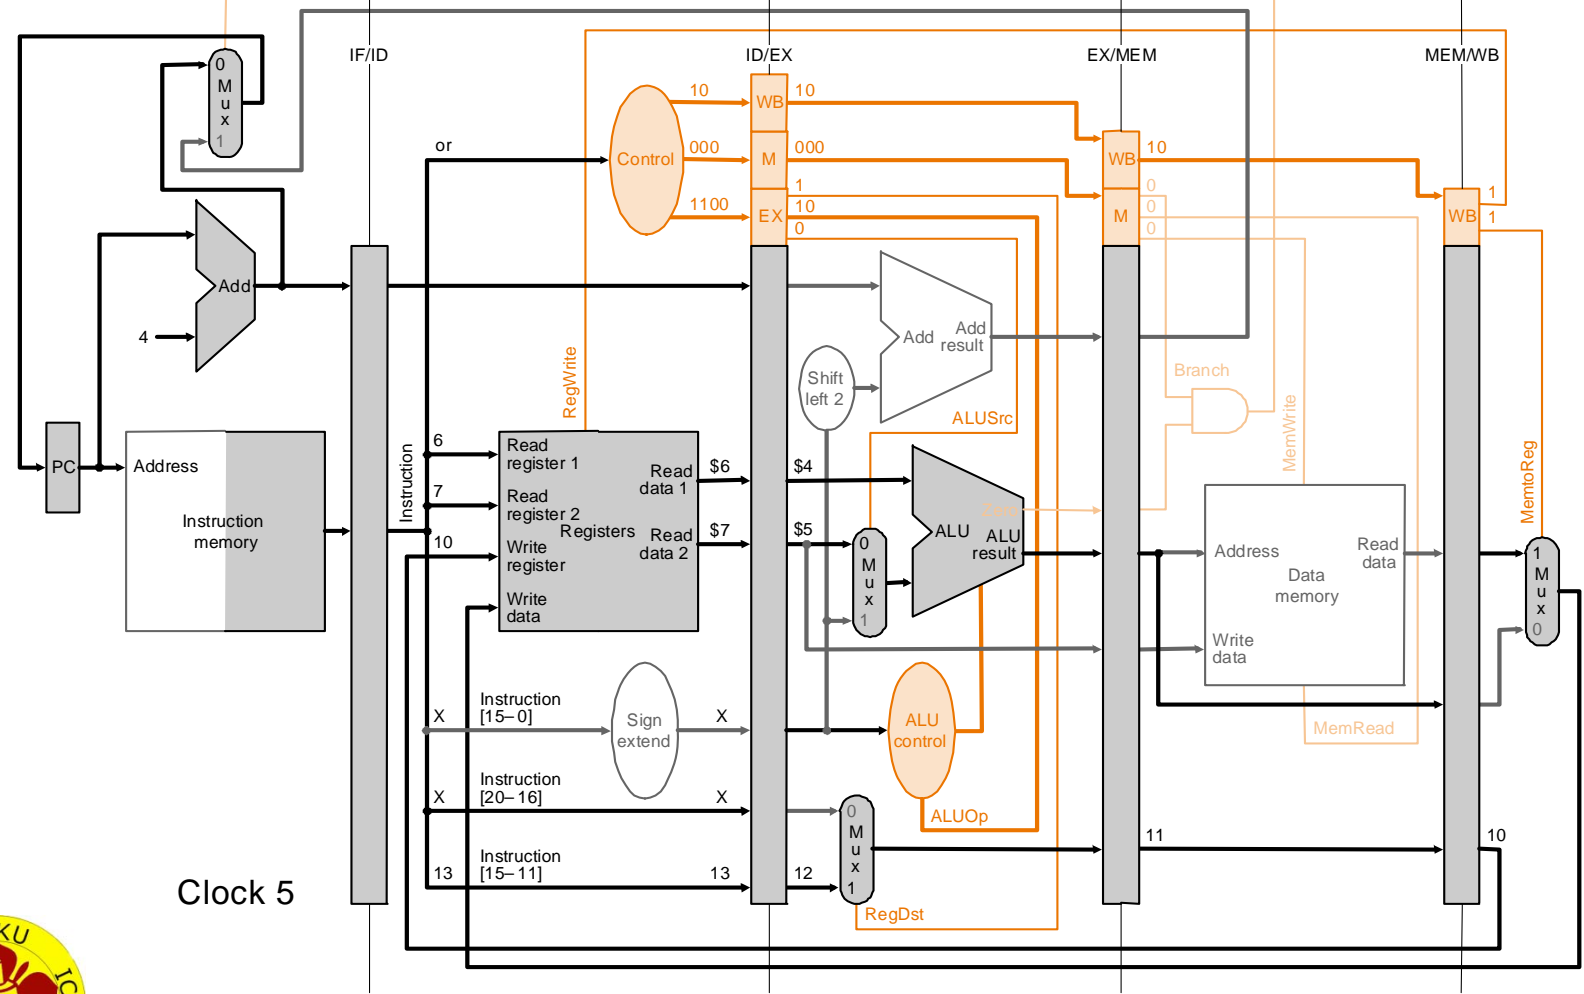 IF/ID
ID/EX
EX/MEM
MEM/WB
0
M
u
x
1
Add
4
PC
Address
Instruction
memory
Instruction
or
Control
10
000
1100
WB
M
EX
10
000
1
10
0
WB
M
10
0
0
0
WB
1
1
RegWrite
6
7
10
Read
register 1
Read
register 2
Write
register
Write
data
Registers
Read
data 1
Read
data 2
$6
$7
$4
$5
Shift
left 2
Add
Add
result
ALUSrc
0
M
u
x
1
ALU
Zero
ALU
result
Branch
MemWrite
Address
Read
data
Data
memory
Write
data
MemRead
MemtoReg
1
M
u
x
0
X
Instruction
[15–0]
Sign
extend
X
ALU
control
X
Instruction
[20–16]
X
0
M
u
x
1
ALUOp
11
10
13
Instruction
[15–11]
13
12
RegDst
Clock 5
KU
IC